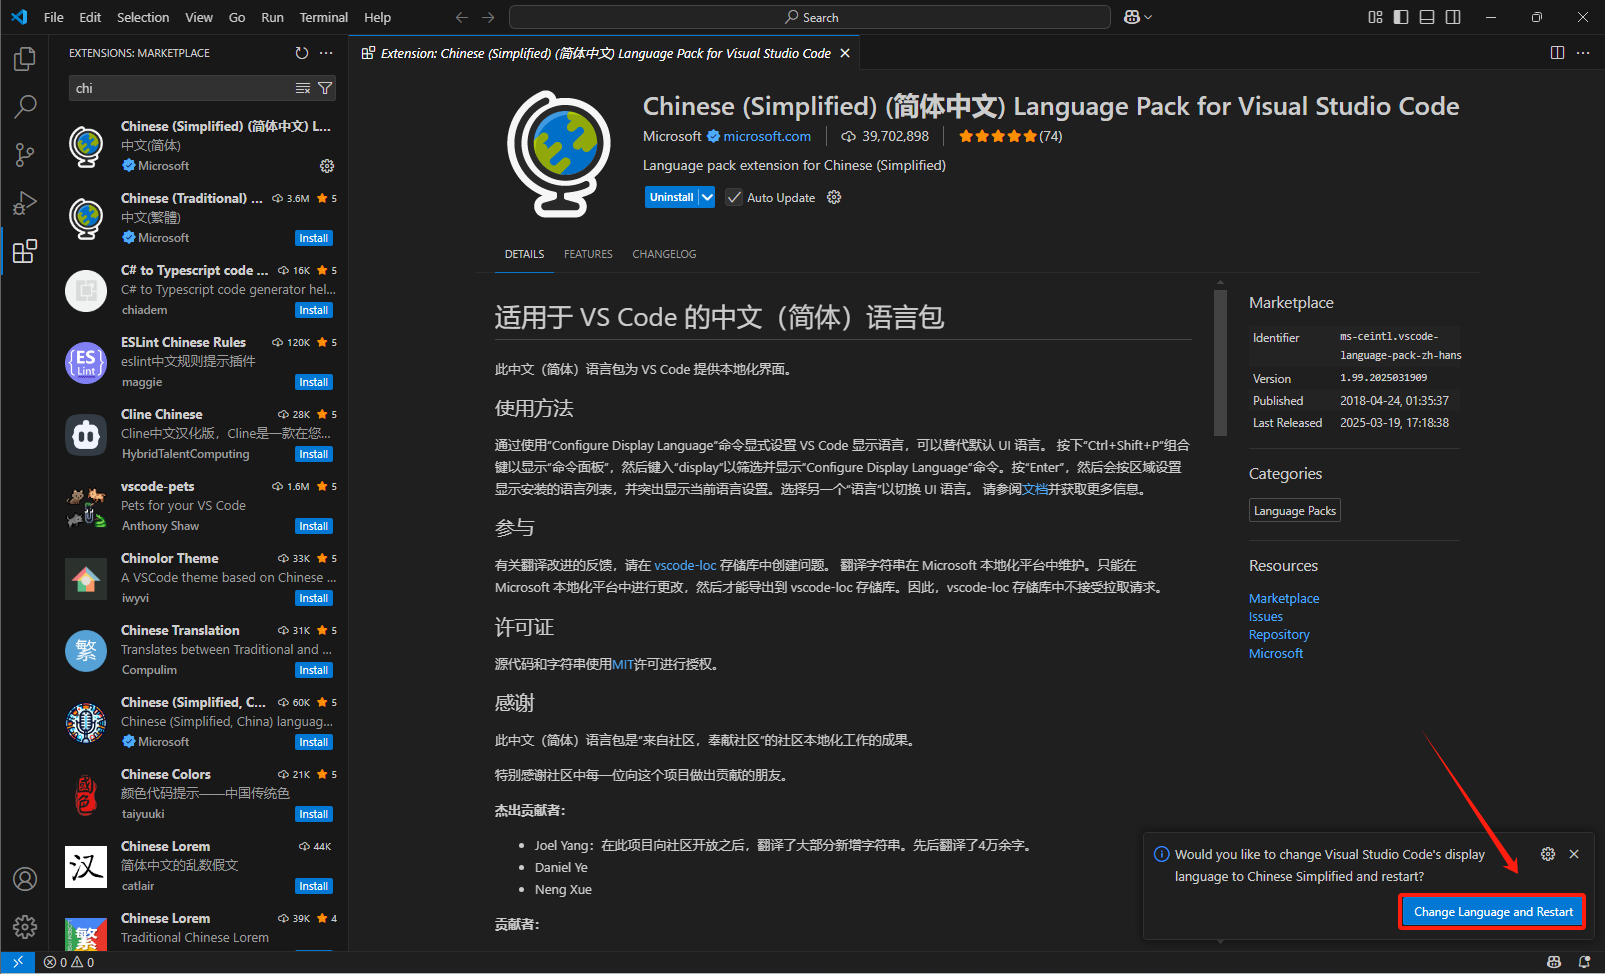 File Edit Selection View Go Run Terminal Help
Search
EXTENSIONS: MARKETPLACE
chi
Chinese (Simplified) (简体中文) L...
中文(简体)
Microsoft
Chinese (Traditional) ... 3.6M 5
中文(繁體)
Microsoft Install
C# to Typescript code ... 16K 5
C# to Typescript code generator hel...
chiadem Install
ESLint Chinese Rules 120K 5
eslint中文规则提示插件
maggie Install
{ES}
Lint
Cline Chinese 28K 5
Cline中文汉化版，Cline是一款在您...
HybridTalentComputing Install
vscode-pets 1.6M 5
Pets for your VS Code
Anthony Shaw Install
Chinolor Theme 33K 5
A VSCode theme based on Chinese ...
iwyvi Install
Chinese Translation 31K 5
Translates between Traditional and ...
Compulim Install
繁
Chinese (Simplified, C... 60K 5
Chinese (Simplified, China) languag...
Microsoft Install
Chinese Colors 21K 5
颜色代码提示——中国传统色
taiyuuki Install
國色
Chinese Lorem 44K
简体中文的乱数假文
catlair Install
汉
Chinese Lorem 39K 4
Traditional Chinese Lorem
繁
0 0
Extension: Chinese (Simplified) (简体中文) Language Pack for Visual Studio Code
Chinese (Simplified) (简体中文) Language Pack for Visual Studio Code
Microsoft microsoft.com 39,702,898 (74)
Language pack extension for Chinese (Simplified)
Uninstall Auto Update
DETAILS FEATURES CHANGELOG
适用于 VS Code 的中文（简体）语言包
此中文（简体）语言包为 VS Code 提供本地化界面。
使用方法
通过使用“Configure Display Language”命令显式设置 VS Code 显示语言，可以替代默认 UI 语言。 按下“Ctrl+Shift+P”组合
键以显示“命令面板”，然后键入“display”以筛选并显示“Configure Display Language”命令。按“Enter”，然后会按区域设置
显示安装的语言列表，并突出显示当前语言设置。选择另一个“语言”以切换 UI 语言。 请参阅文档并获取更多信息。
参与
有关翻译改进的反馈，请在 vscode-loc 存储库中创建问题。 翻译字符串在 Microsoft 本地化平台中维护。只能在
Microsoft 本地化平台中进行更改，然后才能导出到 vscode-loc 存储库。因此，vscode-loc 存储库中不接受拉取请求。
许可证
源代码和字符串使用MIT许可进行授权。
感谢
此中文（简体）语言包是“来自社区，奉献社区”的社区本地化工作的成果。
特别感谢社区中每一位向这个项目做出贡献的朋友。
杰出贡献者：
• Joel Yang：在此项目向社区开放之后，翻译了大部分新增字符串。先后翻译了4万余字。
• Daniel Ye
• Neng Xue
贡献者：
Marketplace
Identifier ms-ceintl.vscode-
language-pack-zh-hans
Version 1.99.2025031909
Published 2018-04-24, 01:35:37
Last Released 2025-03-19, 17:18:38
Categories
Language Packs
Resources
Marketplace
Issues
Repository
Microsoft
Would you like to change Visual Studio Code's display
language to Chinese Simplified and restart?
Change Language and Restart